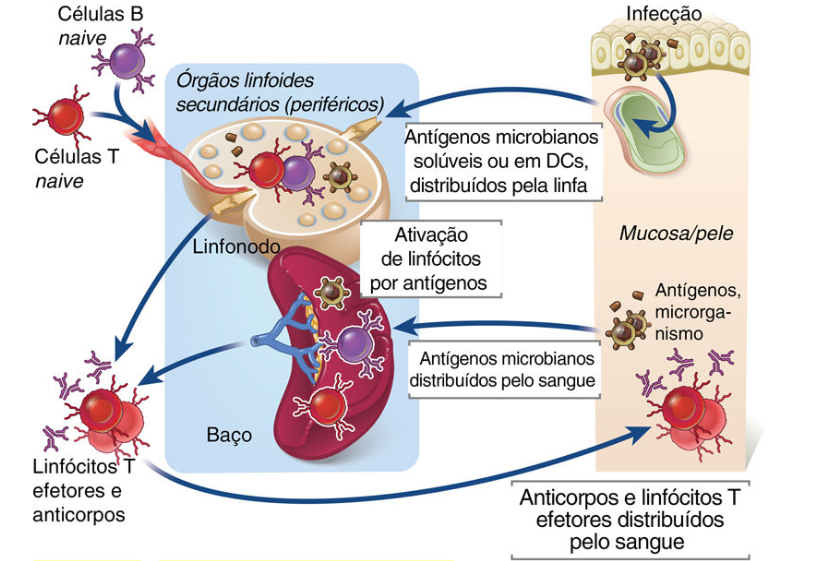 Células B
naive
Infecção
Órgãos linfoides
secundários (periféricos)
Células T
naive
Antígenos microbianos
solúveis ou em DCs,
distribuídos pela linfa
Linfonodo
Ativação
de linfócitos
por antígenos
Mucosa/pele
Antígenos,
microrga-
nismo
Antígenos microbianos
distribuídos pelo sangue
Baço
Linfócitos T
efetores e
anticorpos
Anticorpos e linfócitos T
efetores distribuídos
pelo sangue